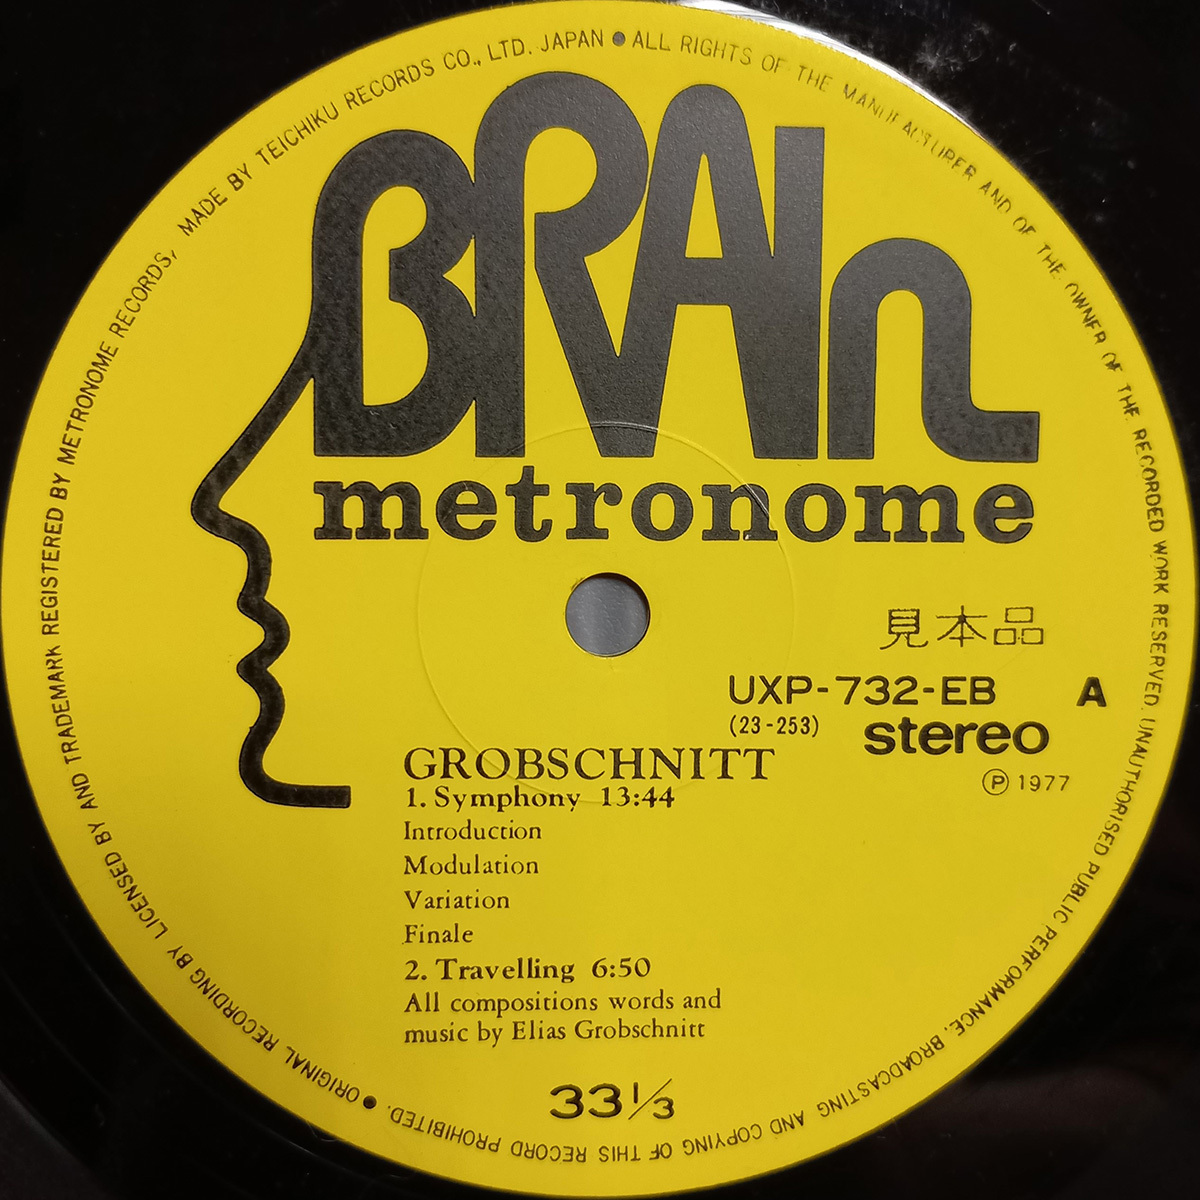 ORIGINAL RECORDING BY LICENSED BY AND TRADEMARK REGISTERED BY METRONOME RECORDS, MADE BY TEICHIKU RECORDS CO., LTD. JAPAN ● ALL RIGHTS OF THE MANUFACTURER AND OF THE OWNER OF THE RECORDED WORK RESERVED. UNAUTHORISED PUBLIC PERFORMANCE, BROADCASTING AND COPYING OF THIS RECORD PROHIBITED. ●
BRAIN
metronome
見本品
UXP-732-EB A
(23-253)
stereo
Ⓟ 1977
GROBSCHNITT
1. Symphony 13:44
Introduction
Modulation
Variation
Finale
2. Travelling 6:50
All compositions words and
music by Elias Grobschnitt
33 1/3